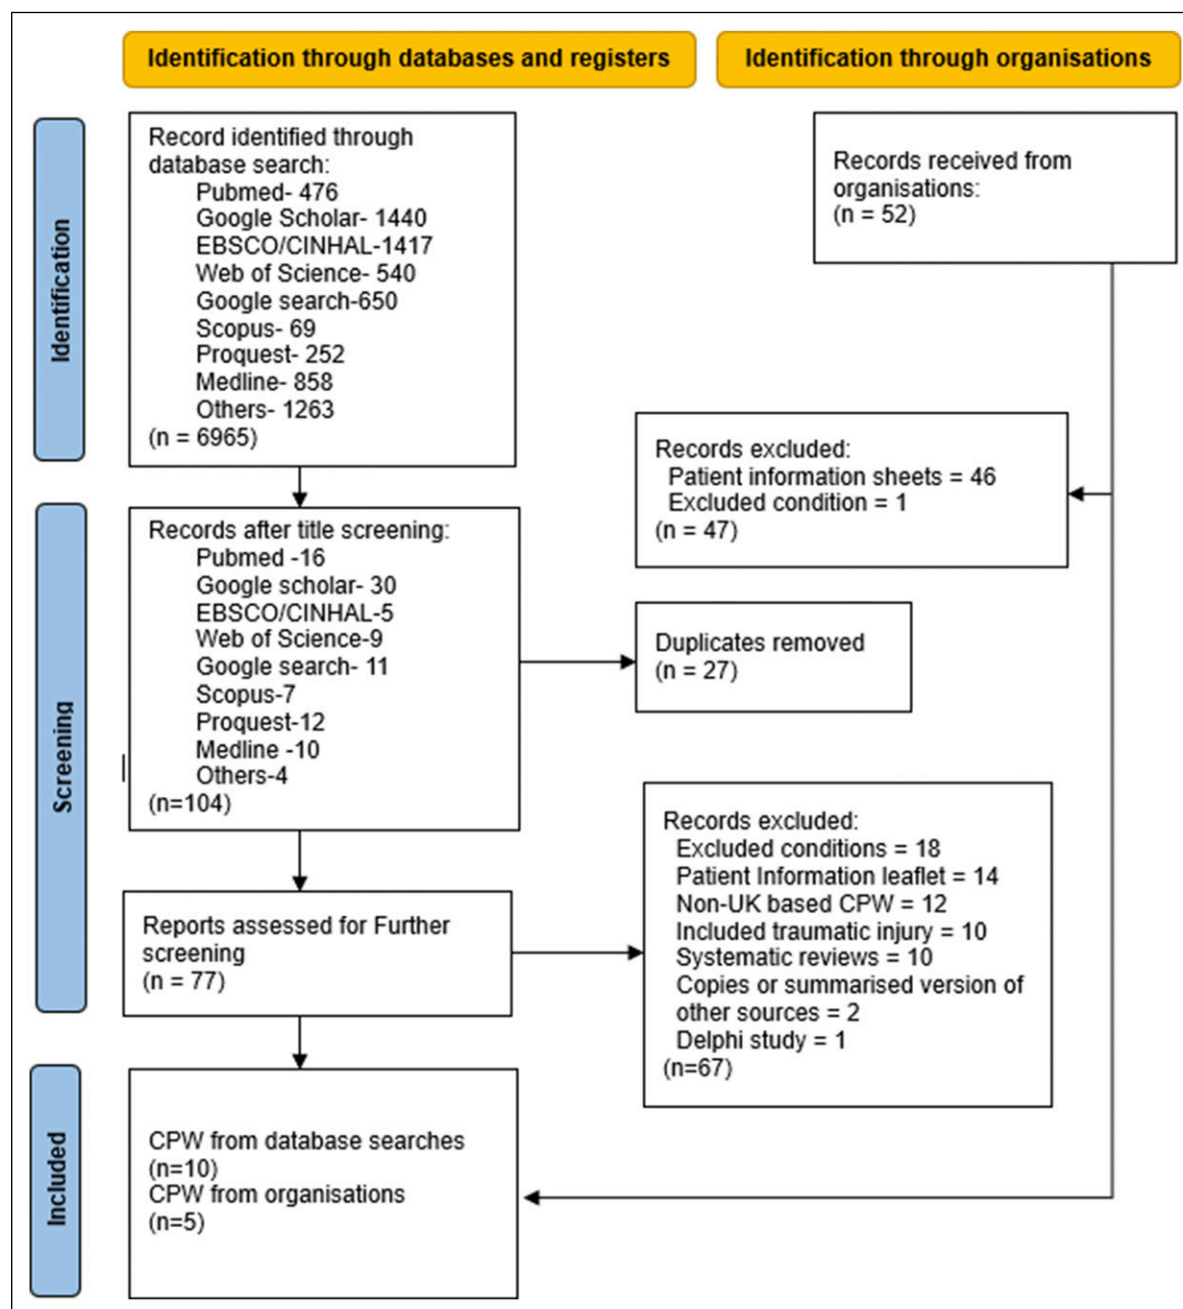 Identification through databases and registers
Identification through organisations
Identification
Record identified through
database search:
Pubmed- 476
Google Scholar- 1440
EBSCO/CINHAL-1417
Web of Science- 540
Google search-650
Scopus- 69
Proquest- 252
Medline- 858
Others- 1263
(n = 6965)
Records received from
organisations:
(n = 52)
Records excluded:
Patient information sheets = 46
Excluded condition = 1
(n = 47)
Screening
Records after title screening:
Pubmed -16
Google scholar- 30
EBSCO/CINHAL-5
Web of Science-9
Google search- 11
Scopus-7
Proquest-12
Medline -10
Others-4
(n=104)
Duplicates removed
(n = 27)
Reports assessed for Further
screening
(n = 77)
Records excluded:
Excluded conditions = 18
Patient Information leaflet = 14
Non-UK based CPW = 12
Included traumatic injury = 10
Systematic reviews = 10
Copies or summarised version of
other sources = 2
Delphi study = 1
(n=67)
Included
CPW from database searches
(n=10)
CPW from organisations
(n=5)